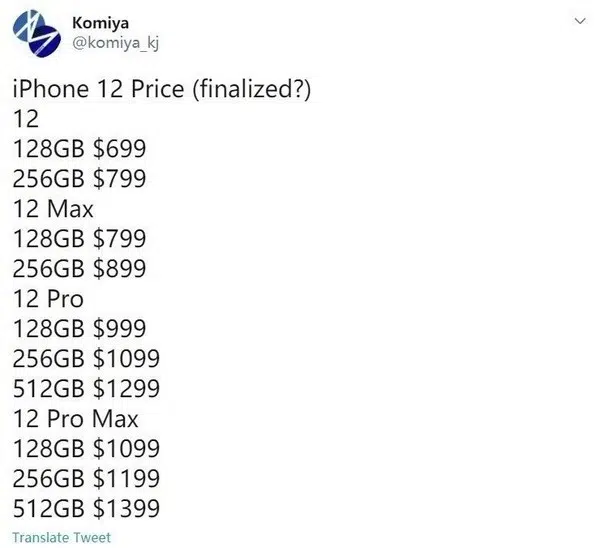 Komiya
@komiya_kj
iPhone 12 Price (finalized?)
12
128GB $699
256GB $799
12 Max
128GB $799
256GB $899
12 Pro
128GB $999
256GB $1099
512GB $1299
12 Pro Max
128GB $1099
256GB $1199
512GB $1399
Translate Tweet